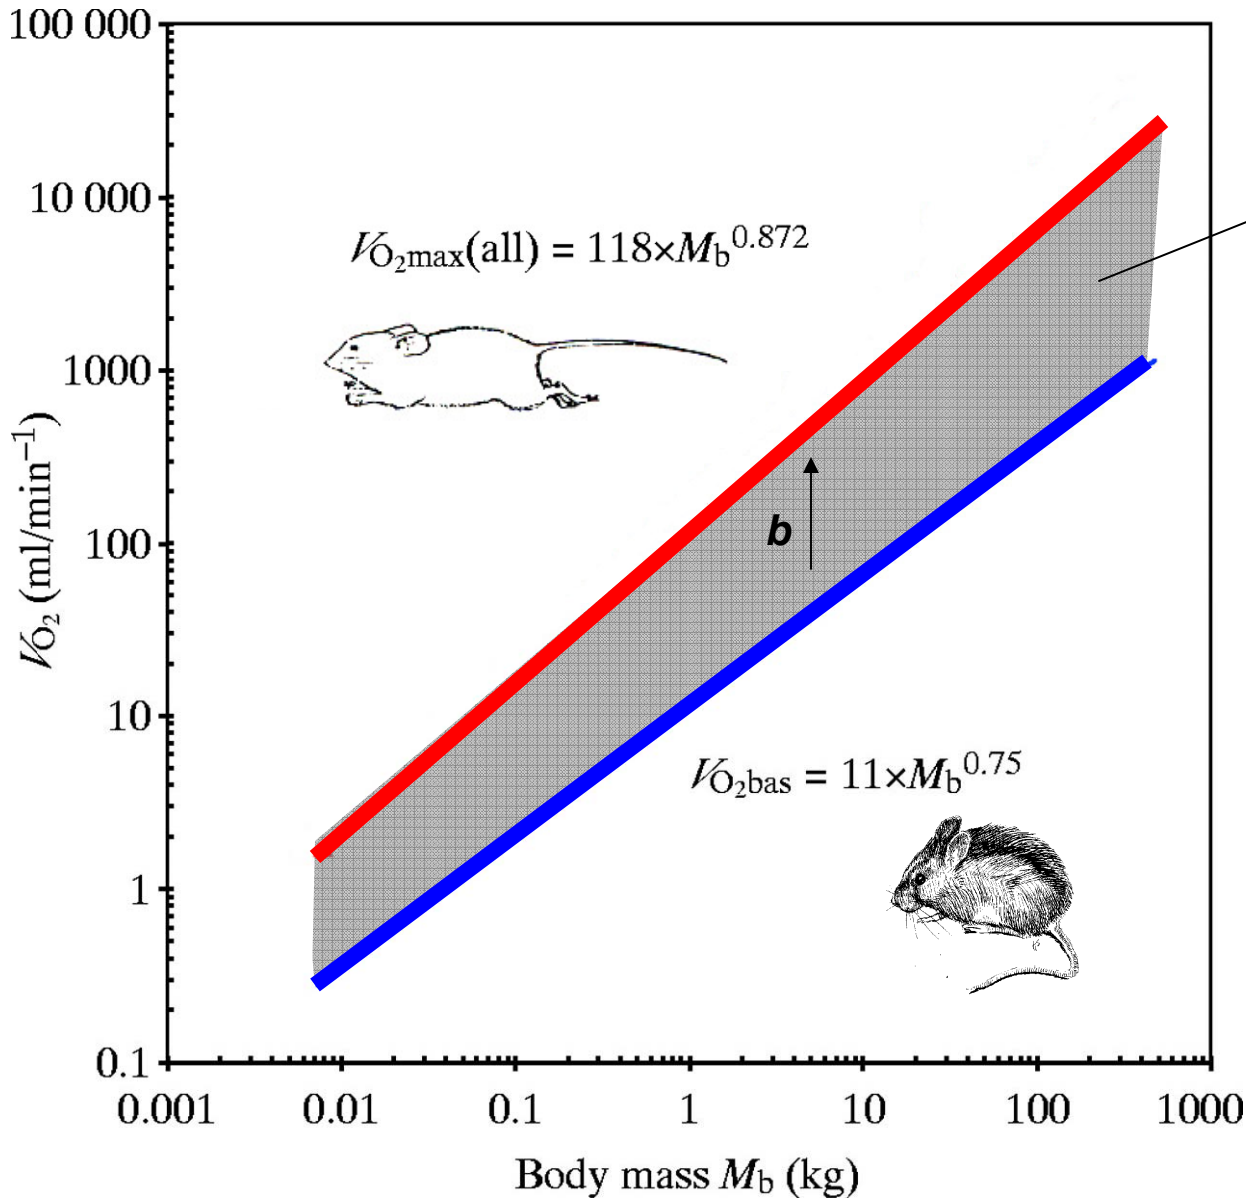 100 000
10 000
1000
100
10
1
0.1
V̇O₂ (ml/min⁻¹)
V̇O₂max(all) = 118×Mb^0.872
b
V̇O₂bas = 11×Mb^0.75
0.001 0.01 0.1 1 10 100 1000
Body mass Mb (kg)